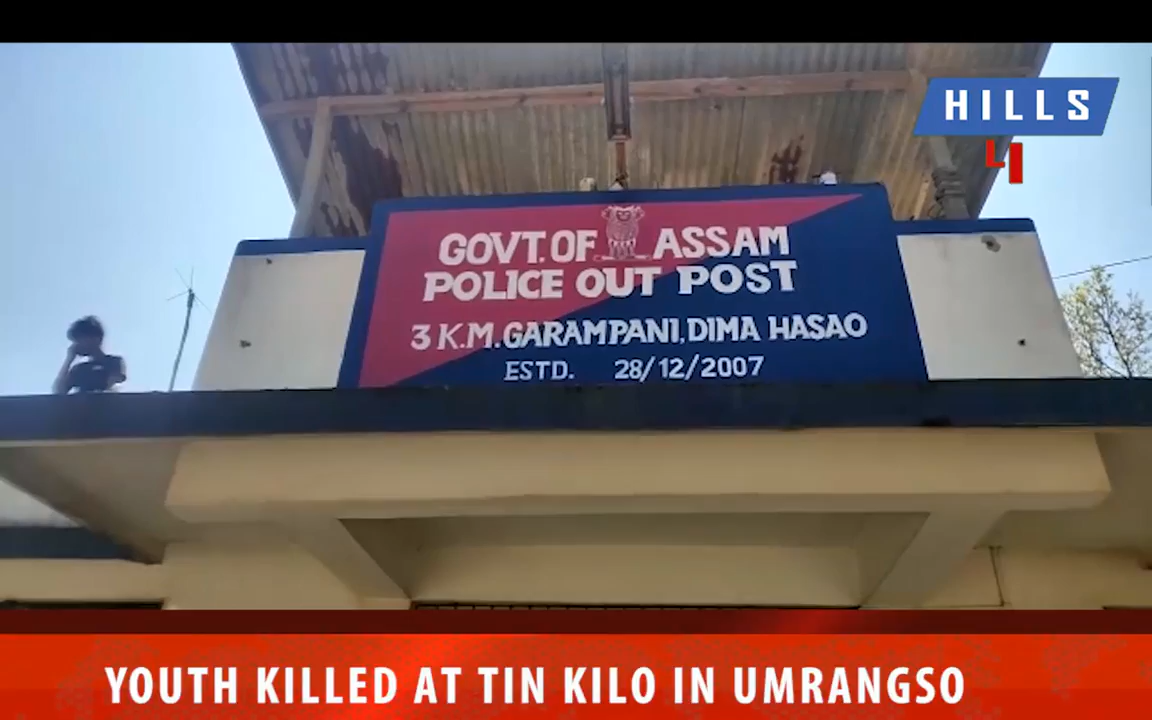 HILLS
GOVT. OF ASSAM
POLICE OUT POST
3 K.M. GARAMPANI, DIMA HASAO
ESTD. 28/12/2007
YOUTH KILLED AT TIN KILO IN UMRANGSO